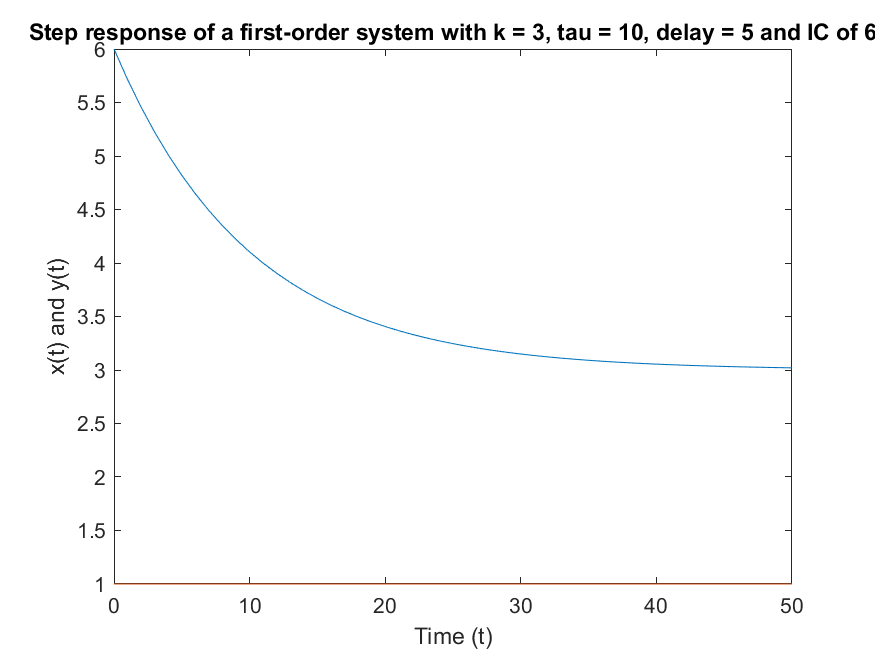 Step response of a first-order system with k = 3, tau = 10, delay = 5 and IC of 6
6
5.5
5
4.5
4
3.5
3
2.5
2
1.5
1
x(t) and y(t)
0 10 20 30 40 50
Time (t)